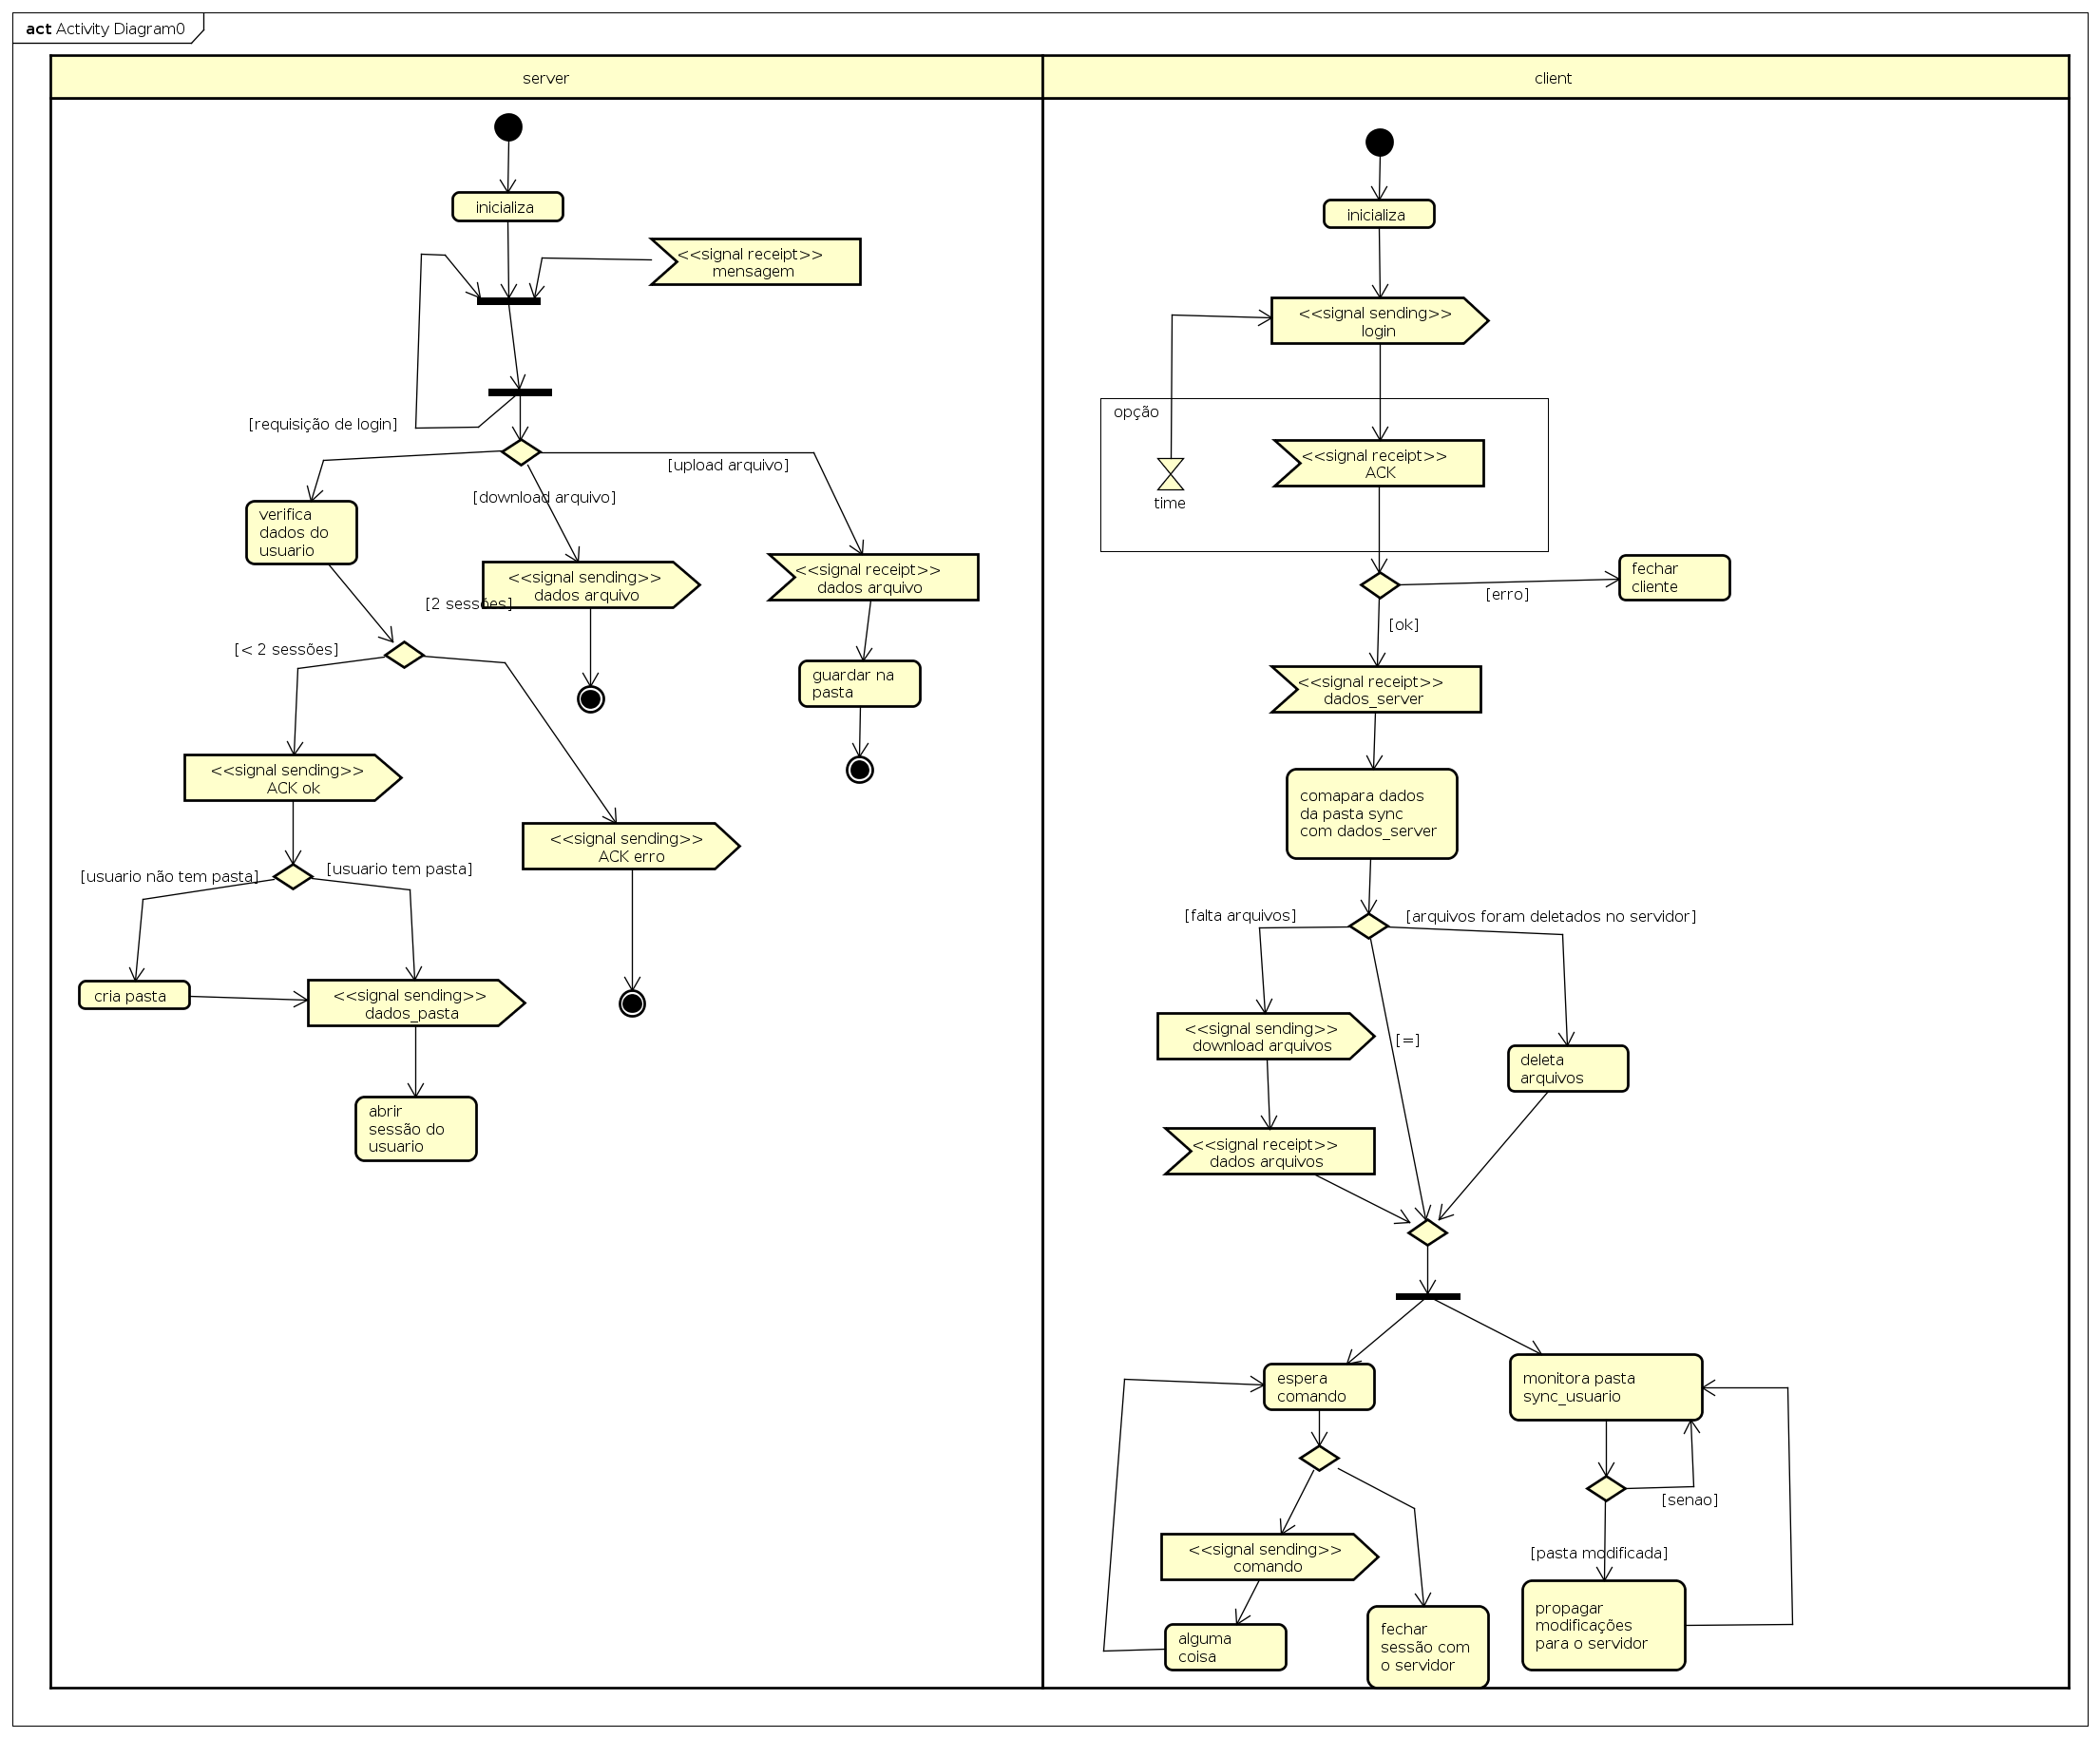 act Activity Diagram0
server
client
inicializa
<<signal receipt>>
mensagem
[requisição de login]
[upload arquivo]
[download arquivo]
verifica
dados do
usuario
<<signal sending>>
dados arquivo
<<signal receipt>>
dados arquivo
[2 sessões]
[< 2 sessões]
guardar na
pasta
<<signal sending>>
ACK ok
<<signal sending>>
ACK erro
[usuario não tem pasta]
[usuario tem pasta]
cria pasta
<<signal sending>>
dados_pasta
abrir
sessão do
usuario
inicializa
<<signal sending>>
login
opção
<<signal receipt>>
ACK
time
fechar
cliente
[erro]
[ok]
<<signal receipt>>
dados_server
comapara dados
da pasta sync
com dados_server
[falta arquivos]
[arquivos foram deletados no servidor]
<<signal sending>>
download arquivos
[=]
deleta
arquivos
<<signal receipt>>
dados arquivos
espera
comando
monitora pasta
sync_usuario
[senao]
<<signal sending>>
comando
[pasta modificada]
alguma
coisa
fechar
sessão com
o servidor
propagar
modificações
para o servidor